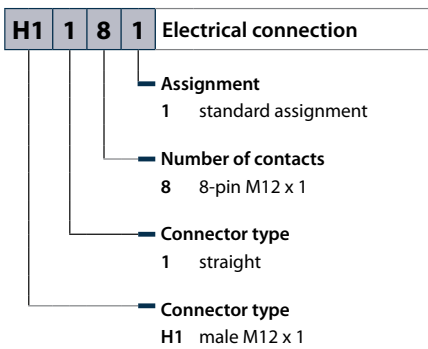 H1 1 8 1 Electrical connection
Assignment
1 standard assignment
Number of contacts
8 8-pin M12 x 1
Connector type
1 straight
Connector type
H1 male M12 x 1